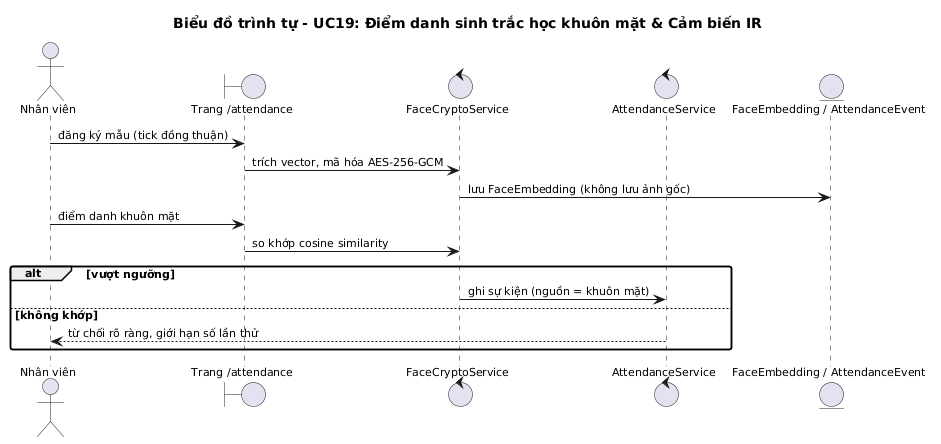 Biểu đồ trình tự - UC19: Điểm danh sinh trắc học khuôn mặt & Cảm biến IR
Nhân viên
Trang /attendance
FaceCryptoService
AttendanceService
FaceEmbedding / AttendanceEvent
đăng ký mẫu (tick đồng thuận)
trích vector, mã hóa AES-256-GCM
lưu FaceEmbedding (không lưu ảnh gốc)
điểm danh khuôn mặt
so khớp cosine similarity
alt [vượt ngưỡng]
ghi sự kiện (nguồn = khuôn mặt)
[không khớp]
từ chối rõ ràng, giới hạn số lần thử
Nhân viên
Trang /attendance
FaceCryptoService
AttendanceService
FaceEmbedding / AttendanceEvent